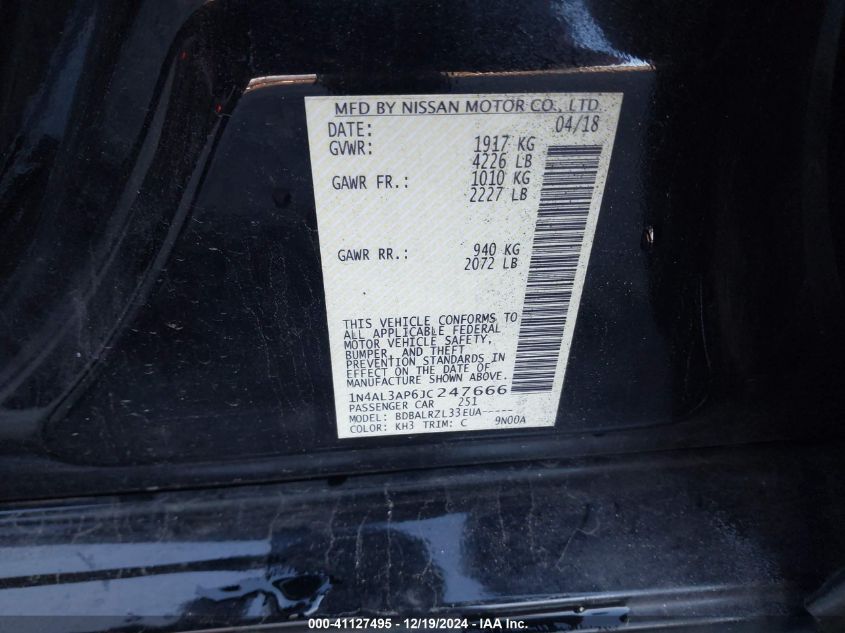 MFD BY NISSAN MOTOR CO., LTD.
DATE: 04/18
GVWR: 1917 KG
4226 LB
GAWR FR.: 1010 KG
2227 LB
GAWR RR.: 940 KG
2072 LB
THIS VEHICLE CONFORMS TO
ALL APPLICABLE FEDERAL
MOTOR VEHICLE SAFETY,
BUMPER, AND THEFT
PREVENTION STANDARDS IN
EFFECT ON THE DATE OF
MANUFACTURE SHOWN ABOVE.
1N4AL3AP6JC247666
PASSENGER CAR 251
MODEL: BDBALRZL33EUA-----
COLOR: KH3 TRIM: C 9N00A
000-41127495 - 12/19/2024 - IAA Inc.